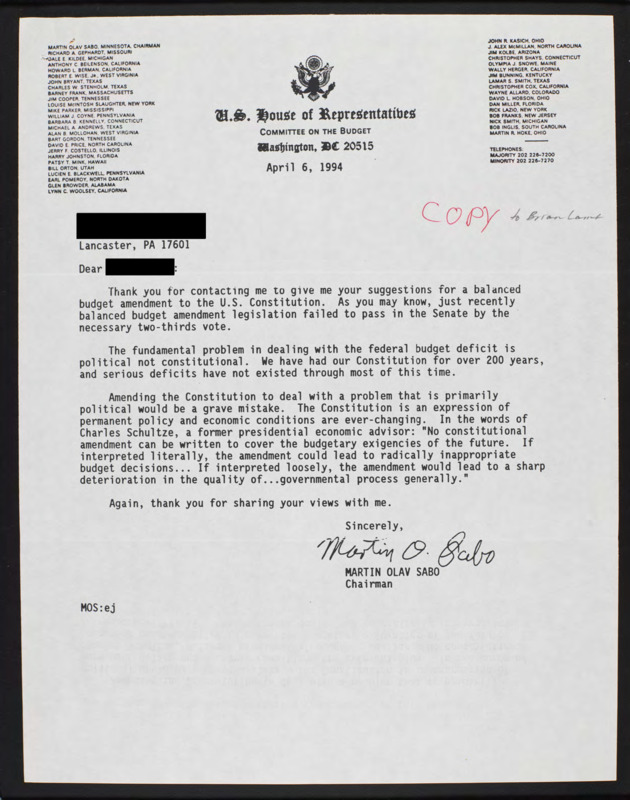 MARTIN OLAV SABO, MINNESOTA, CHAIRMAN
RICHARD A. GEPHARDT, MISSOURI
DALE E. KILDEE, MICHIGAN
ANTHONY C. BEILENSON, CALIFORNIA
HOWARD L. BERMAN, CALIFORNIA
ROBERT E. WISE, JR., WEST VIRGINIA
JOHN BRYANT, TEXAS
CHARLES W. STENHOLM, TEXAS
BARNEY FRANK, MASSACHUSETTS
JIM COOPER, TENNESSEE
LOUISE McINTOSH SLAUGHTER, NEW YORK
MIKE PARKER, MISSISSIPPI
WILLIAM J. COYNE, PENNSYLVANIA
BARBARA B. KENNELLY, CONNECTICUT
MICHAEL A. ANDREWS, TEXAS
ALAN B. MOLLOHAN, WEST VIRGINIA
BART GORDON, TENNESSEE
DAVID E. PRICE, NORTH CAROLINA
JERRY F. COSTELLO, ILLINOIS
HARRY JOHNSTON, FLORIDA
PATSY T. MINK, HAWAII
BILL ORTON, UTAH
LUCIEN E. BLACKWELL, PENNSYLVANIA
EARL POMEROY, NORTH DAKOTA
GLEN BROWDER, ALABAMA
LYNN C. WOOLSEY, CALIFORNIA
JOHN R. KASICH, OHIO
J. ALEX McMILLAN, NORTH CAROLINA
JIM KOLBE, ARIZONA
CHRISTOPHER SHAYS, CONNECTICUT
OLYMPIA J. SNOWE, MAINE
WALLY HERGER, CALIFORNIA
JIM BUNNING, KENTUCKY
LAMAR S. SMITH, TEXAS
CHRISTOPHER COX, CALIFORNIA
WAYNE ALLARD, COLORADO
DAVID L. HOBSON, OHIO
DAN MILLER, FLORIDA
RICK LAZIO, NEW YORK
BOB FRANKS, NEW JERSEY
NICK SMITH, MICHIGAN
BOB INGLIS, SOUTH CAROLINA
MARTIN R. HOKE, OHIO
TELEPHONES:
MAJORITY 202 226-7200
MINORITY 202 226-7270
U.S. House of Representatives
COMMITTEE ON THE BUDGET
Washington, DC 20515
April 6, 1994
COPY to Brian Lamb
Lancaster, PA 17601
Dear :
Thank you for contacting me to give me your suggestions for a balanced
budget amendment to the U.S. Constitution. As you may know, just recently
balanced budget amendment legislation failed to pass in the Senate by the
necessary two-thirds vote.
The fundamental problem in dealing with the federal budget deficit is
political not constitutional. We have had our Constitution for over 200 years,
and serious deficits have not existed through most of this time.
Amending the Constitution to deal with a problem that is primarily
political would be a grave mistake. The Constitution is an expression of
permanent policy and economic conditions are ever-changing. In the words of
Charles Schultze, a former presidential economic advisor: "No constitutional
amendment can be written to cover the budgetary exigencies of the future. If
interpreted literally, the amendment could lead to radically inappropriate
budget decisions... If interpreted loosely, the amendment would lead to a sharp
deterioration in the quality of...governmental process generally."
Again, thank you for sharing your views with me.
Sincerely,
Martin O. Sabo
MARTIN OLAV SABO
Chairman
MOS:ej